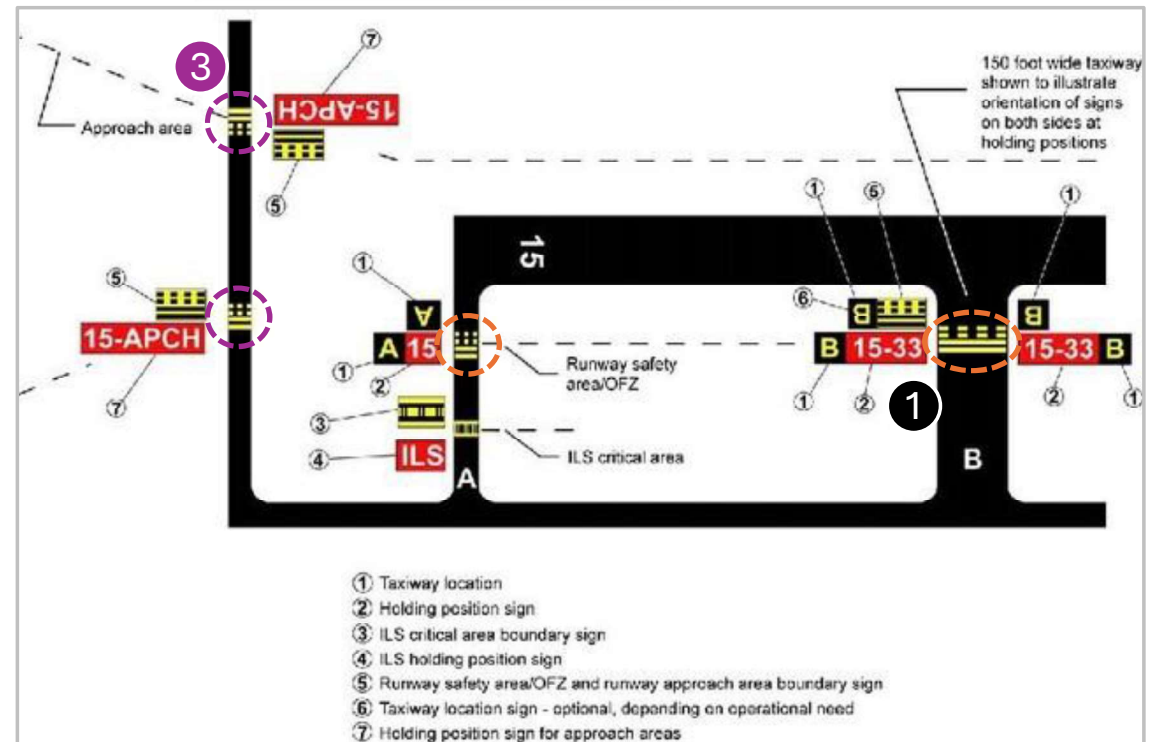 3
7
15-APCH
Approach area
5
150 foot wide taxiway
shown to illustrate
orientation of signs
on both sides at
holding positions
1
5
1
15
1
6
5
A
B
B
15-APCH
A 15
B 15-33
15-33 B
Runway safety
area/OFZ
1
2
1
2
1
2
1
7
3
ILS critical area
4
ILS
A
B
① Taxiway location
② Holding position sign
③ ILS critical area boundary sign
④ ILS holding position sign
⑤ Runway safety area/OFZ and runway approach area boundary sign
⑥ Taxiway location sign - optional, depending on operational need
⑦ Holding position sign for approach areas